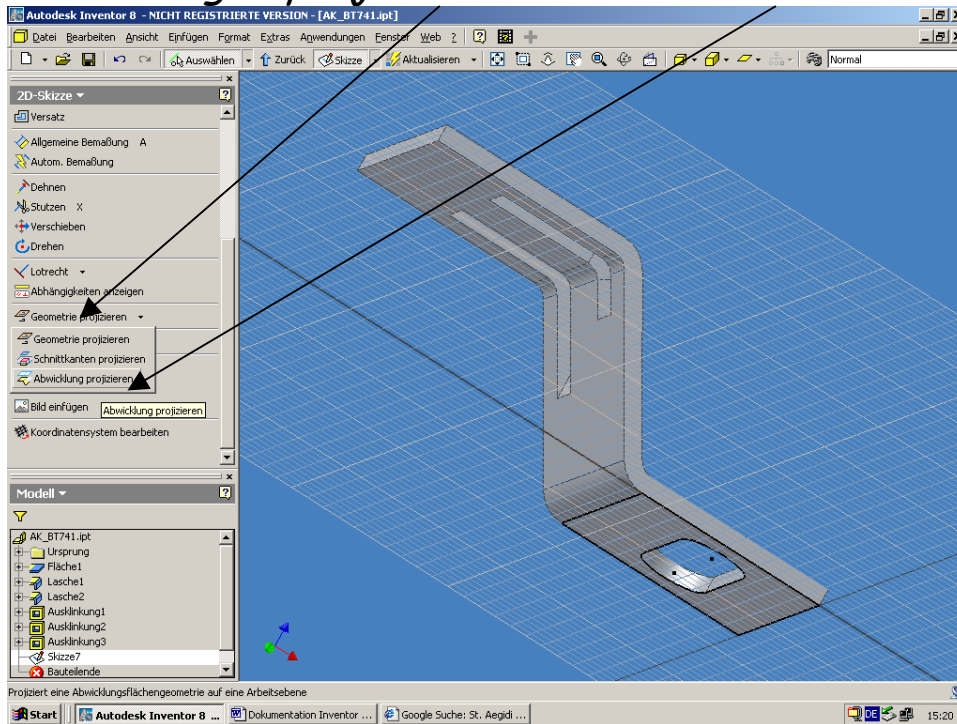 Autodesk Inventor 8 - NICHT REGISTRIERTE VERSION - [AK_BT741.ipt]
Datei Bearbeiten Ansicht Einfügen Format Extras Anwendungen Fenster Web ?
Auswählen Zurück Skizze Aktualisieren Normal
2D-Skizze
Versatz
Allgemeine Bemaßung A
Autom. Bemaßung
Dehnen
Stutzen X
Verschieben
Drehen
Lotrecht
Abhängigkeiten anzeigen
Geometrie projizieren
Geometrie projizieren
Schnittkanten projizieren
Abwicklung projizieren
Bild einfügen
Abwicklung projizieren
Koordinatensystem bearbeiten
Modell
AK_BT741.ipt
Ursprung
Fläche1
Lasche1
Lasche2
Ausklinkung1
Ausklinkung2
Ausklinkung3
Skizze7
Bauteilende
Projiziert eine Abwicklungsflächengeometrie auf eine Arbeitsebene
Start Autodesk Inventor 8 ... Dokumentation Inventor ... Google Suche: St. Aegidi ... DE 15:20